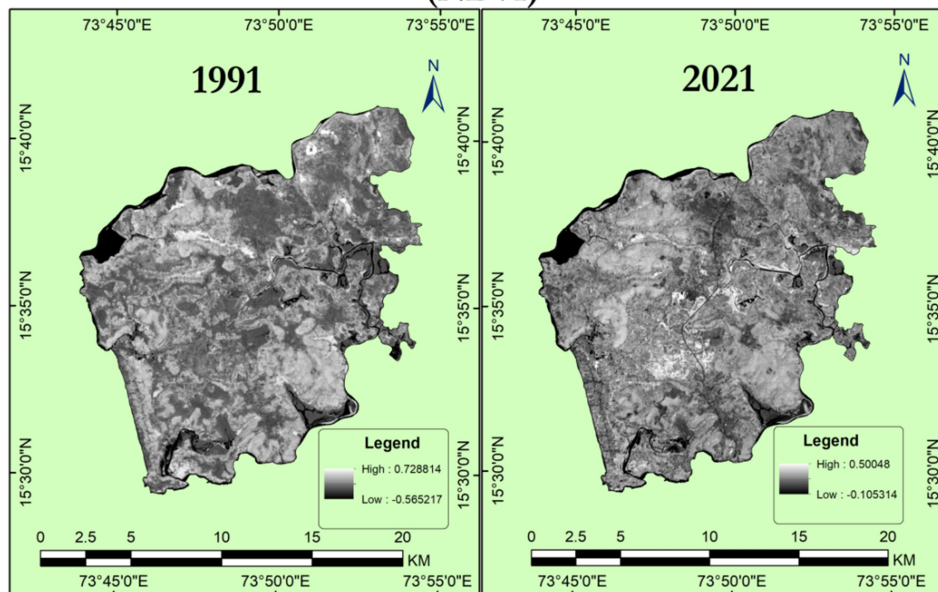 73°45'0"E 73°50'0"E 73°55'0"E
1991
N
15°40'0"N
15°35'0"N
15°30'0"N
Legend
High : 0.728814
Low : -0.565217
0 2.5 5 10 15 20
KM
73°45'0"E 73°50'0"E 73°55'0"E
73°45'0"E 73°50'0"E 73°55'0"E
2021
N
15°40'0"N 15°40'0"N
15°35'0"N 15°35'0"N
15°30'0"N 15°30'0"N
Legend
High : 0.50048
Low : -0.105314
0 2.5 5 10 15 20
KM
73°45'0"E 73°50'0"E 73°55'0"E